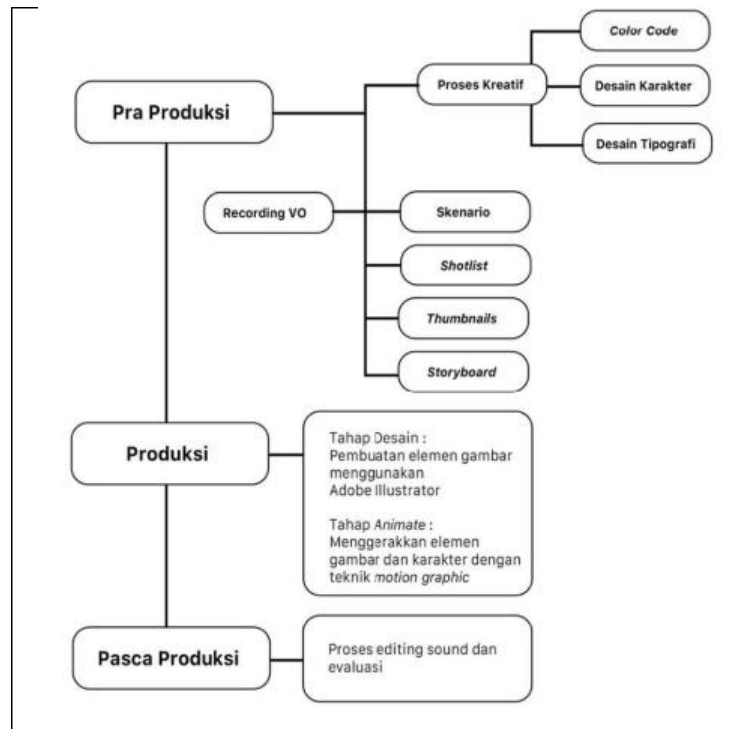 Color Code
Proses Kreatif
Desain Karakter
Pra Produksi
Desain Tipografi
Recording VO
Skenario
Shotlist
Thumbnails
Storyboard
Produksi
Tahap Desain :
Pembuatan elemen gambar
menggunakan
Adobe Illustrator
Tahap Animate :
Menggerakkan elemen
gambar dan karakter dengan
teknik motion graphic
Pasca Produksi
Proses editing sound dan
evaluasi